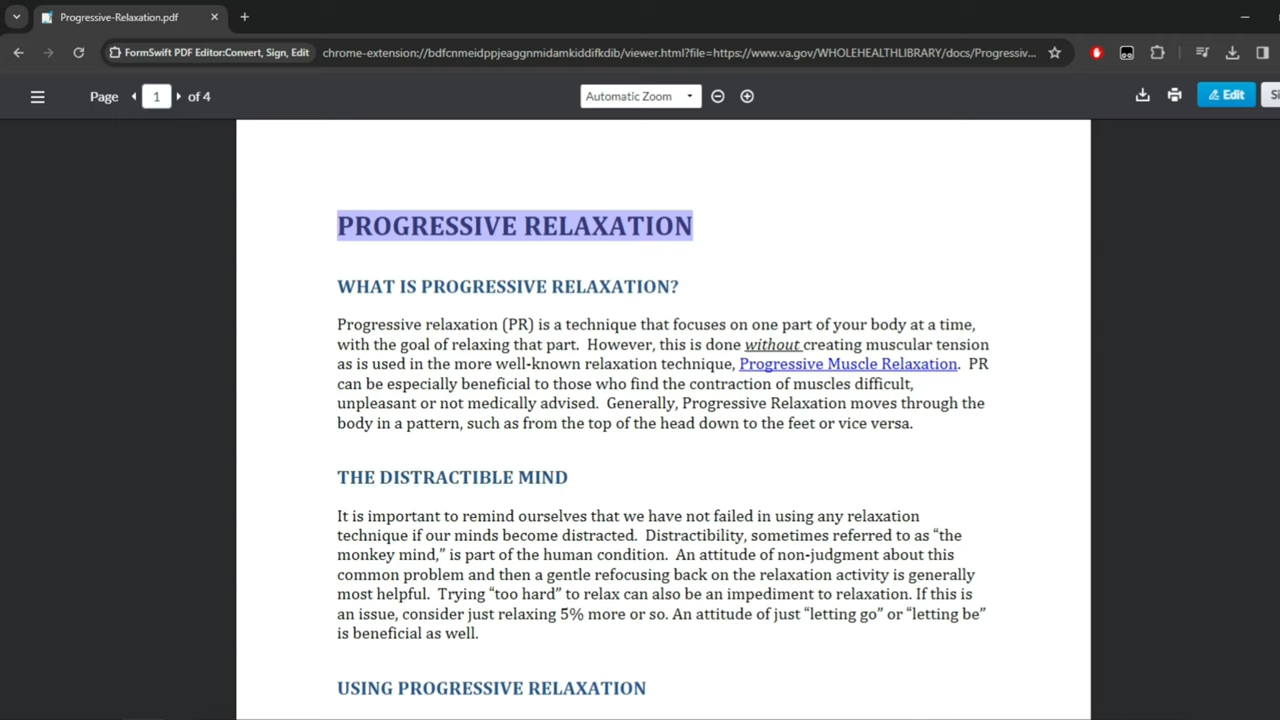 Progressive-Relaxation.pdf
FormSwift PDF Editor:Convert, Sign, Edit
chrome-extension://bdfcnmeidppjeaggnmidamkiddifkdib/viewer.html?file=https://www.va.gov/WHOLEHEALTHLIBRARY/docs/Progressiv...
Page 1 of 4
Automatic Zoom
Edit
PROGRESSIVE RELAXATION
WHAT IS PROGRESSIVE RELAXATION?
Progressive relaxation (PR) is a technique that focuses on one part of your body at a time,
with the goal of relaxing that part.  However, this is done without creating muscular tension
as is used in the more well-known relaxation technique, Progressive Muscle Relaxation.  PR
can be especially beneficial to those who find the contraction of muscles difficult,
unpleasant or not medically advised.  Generally, Progressive Relaxation moves through the
body in a pattern, such as from the top of the head down to the feet or vice versa.
THE DISTRACTIBLE MIND
It is important to remind ourselves that we have not failed in using any relaxation
technique if our minds become distracted.  Distractibility, sometimes referred to as “the
monkey mind,” is part of the human condition.  An attitude of non-judgment about this
common problem and then a gentle refocusing back on the relaxation activity is generally
most helpful.  Trying “too hard” to relax can also be an impediment to relaxation. If this is
an issue, consider just relaxing 5% more or so. An attitude of just “letting go” or “letting be”
is beneficial as well.
USING PROGRESSIVE RELAXATION